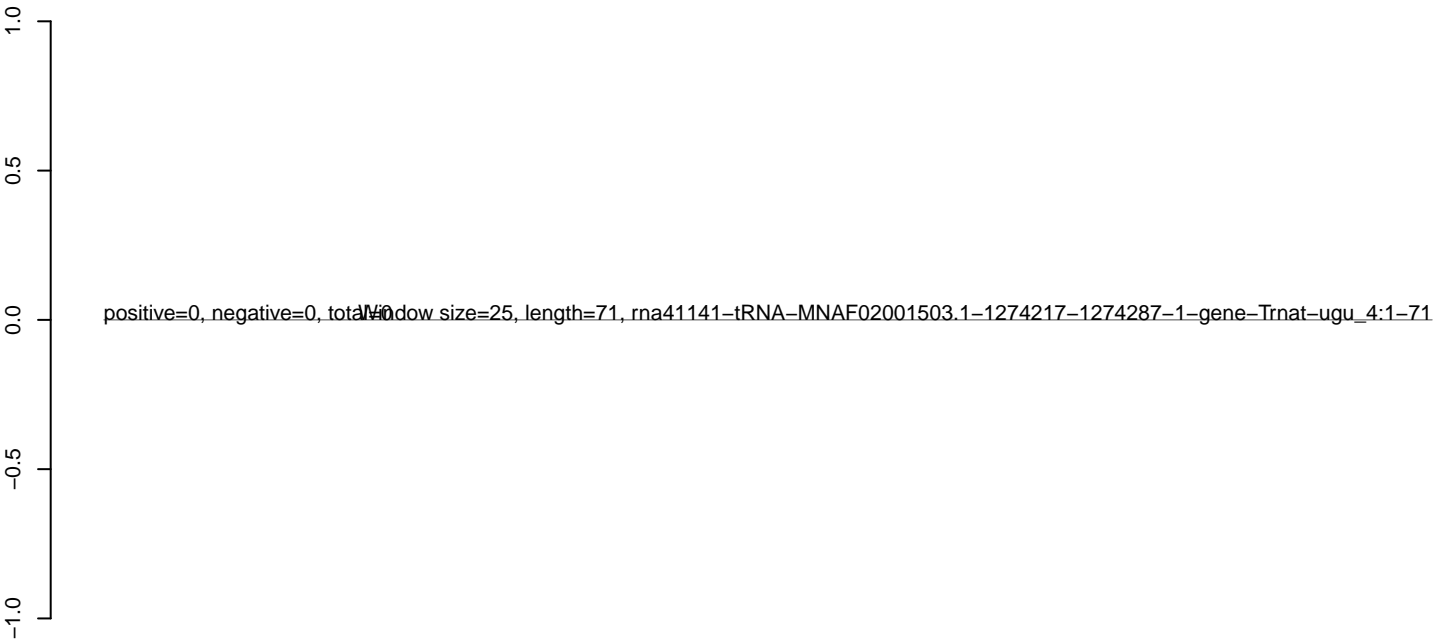 1.0
0.5
positive=0, negative=0, total=0
Window size=25, length=71, rna41141−tRNA−MNAF02001503.1−1274217−1274287−1−gene−Trnat−ugu_4:1−71
0.0
−0.5
−1.0